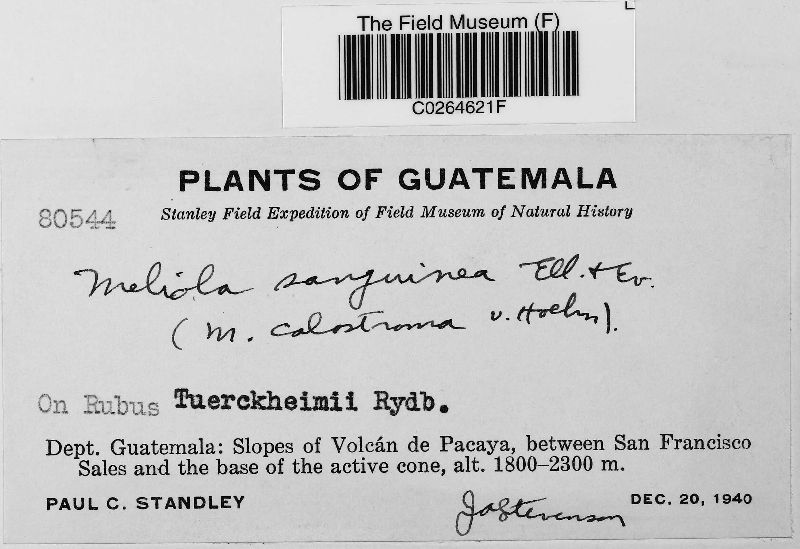 The Field Museum (F)
C0264621F
PLANTS OF GUATEMALA
80544 Stanley Field Expedition of Field Museum of Natural History
Meliola sanguinea Ell. + Ev.
( M. calostroma v. Hoehn).
On Rubus Tuerckheimii Rydb.
Dept. Guatemala: Slopes of Volcán de Pacaya, between San Francisco
Sales and the base of the active cone, alt. 1800–2300 m.
PAUL C. STANDLEY JAStevenson DEC. 20, 1940